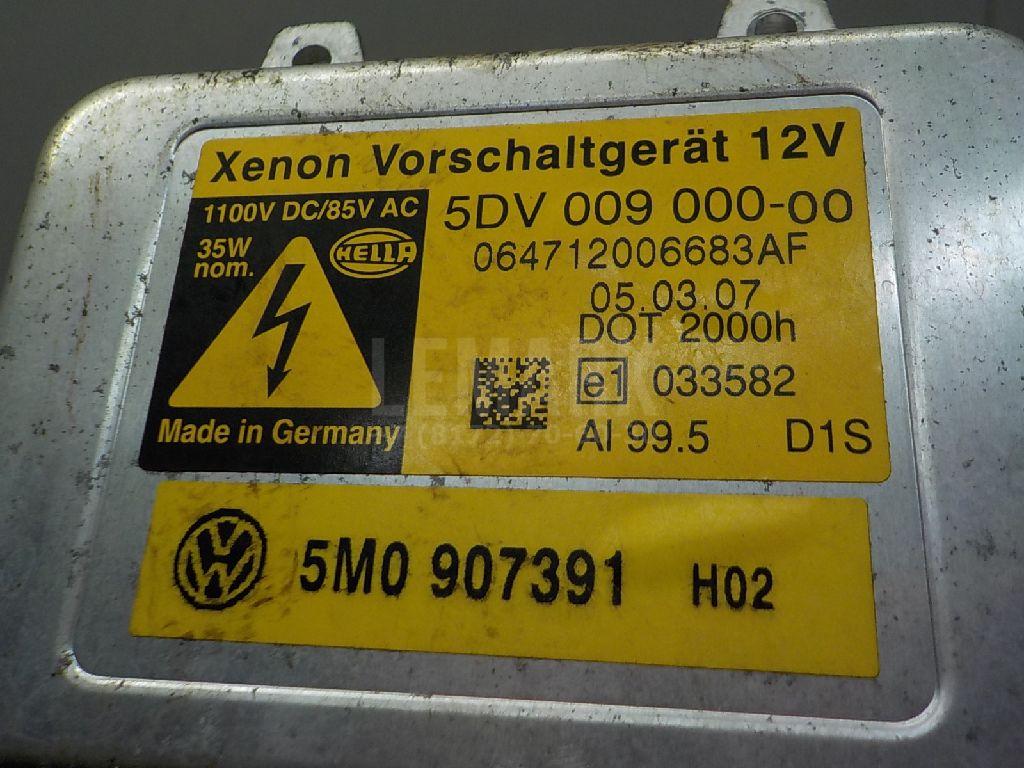 Xenon Vorschaltgerät 12V
1100V DC/85V AC
35W
nom.
HELLA
Made in Germany
5DV 009 000-00
064712006683AF
05.03.07
DOT 2000h
e1 033582
Al 99.5 D1S
LEMARK
5M0 907391 H02